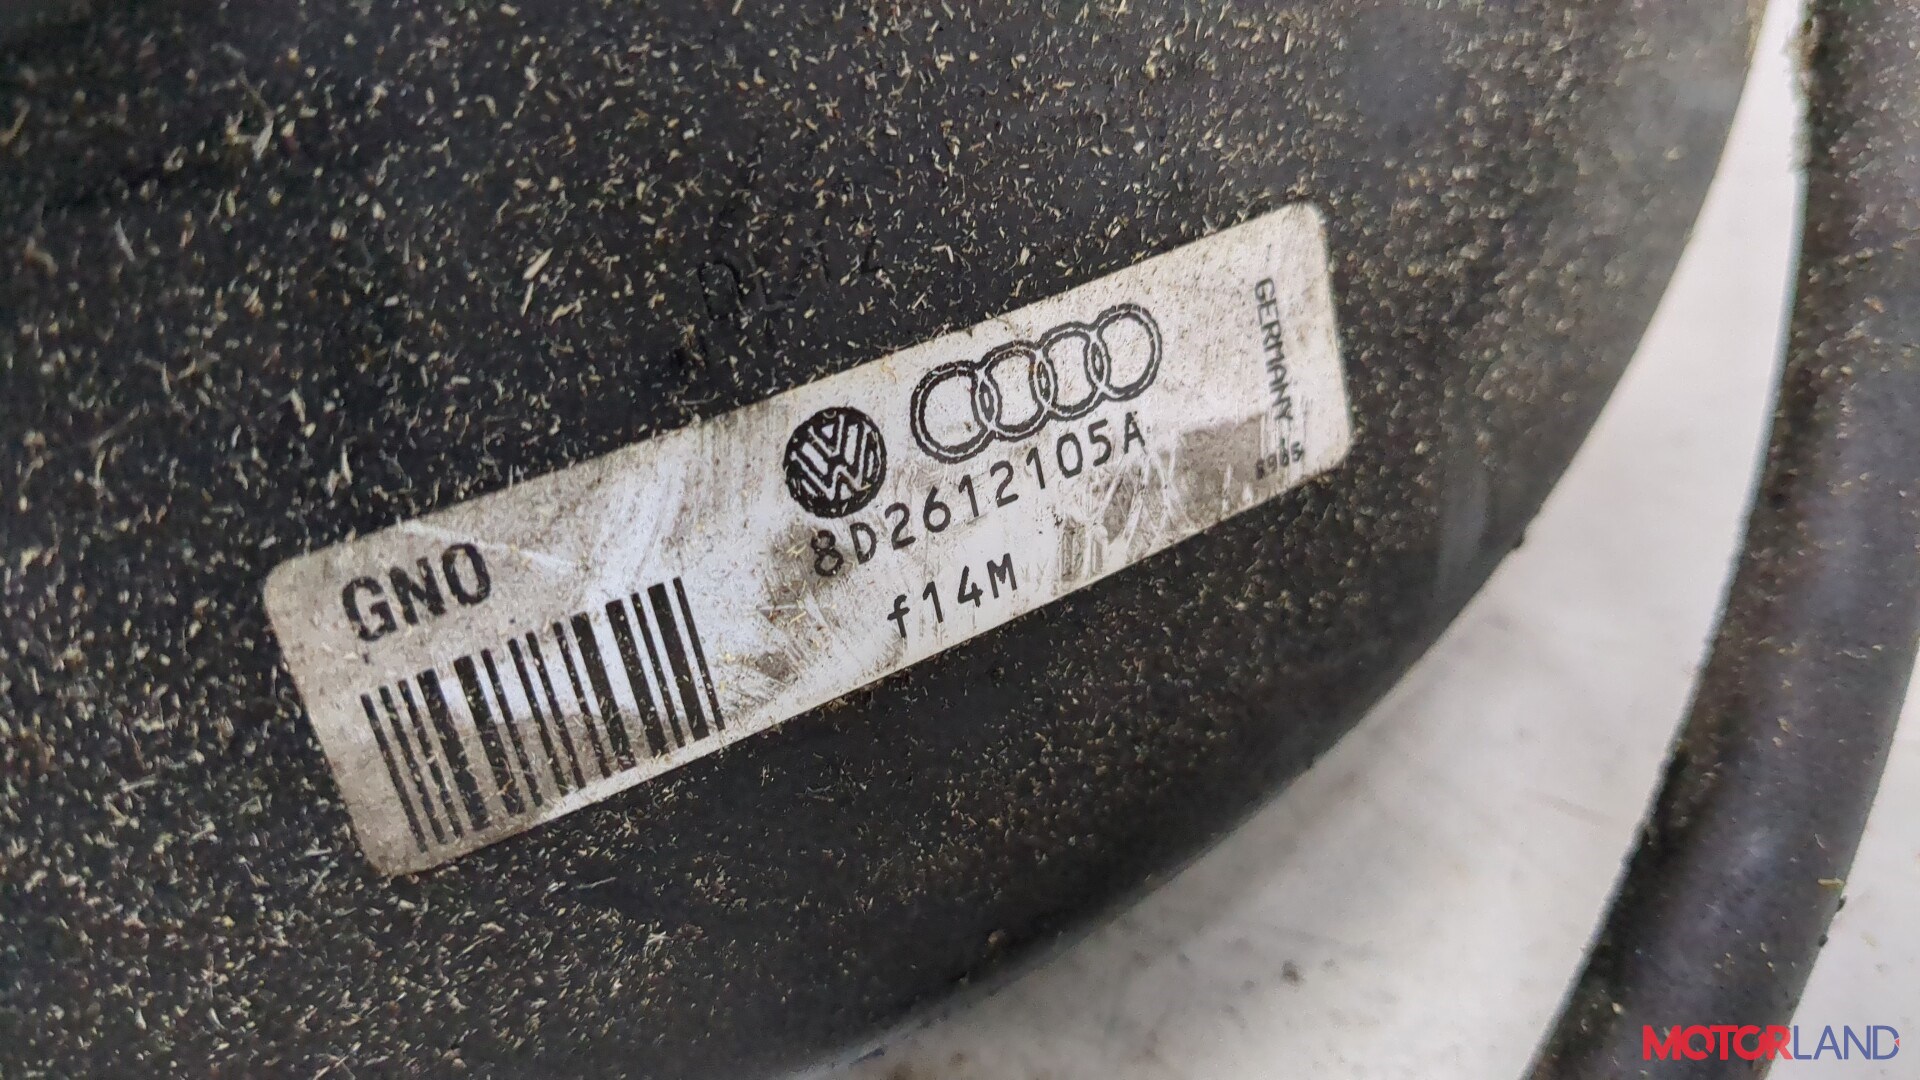 GNO
8D2612105A
f14M
GERMANY
MOTORLAND